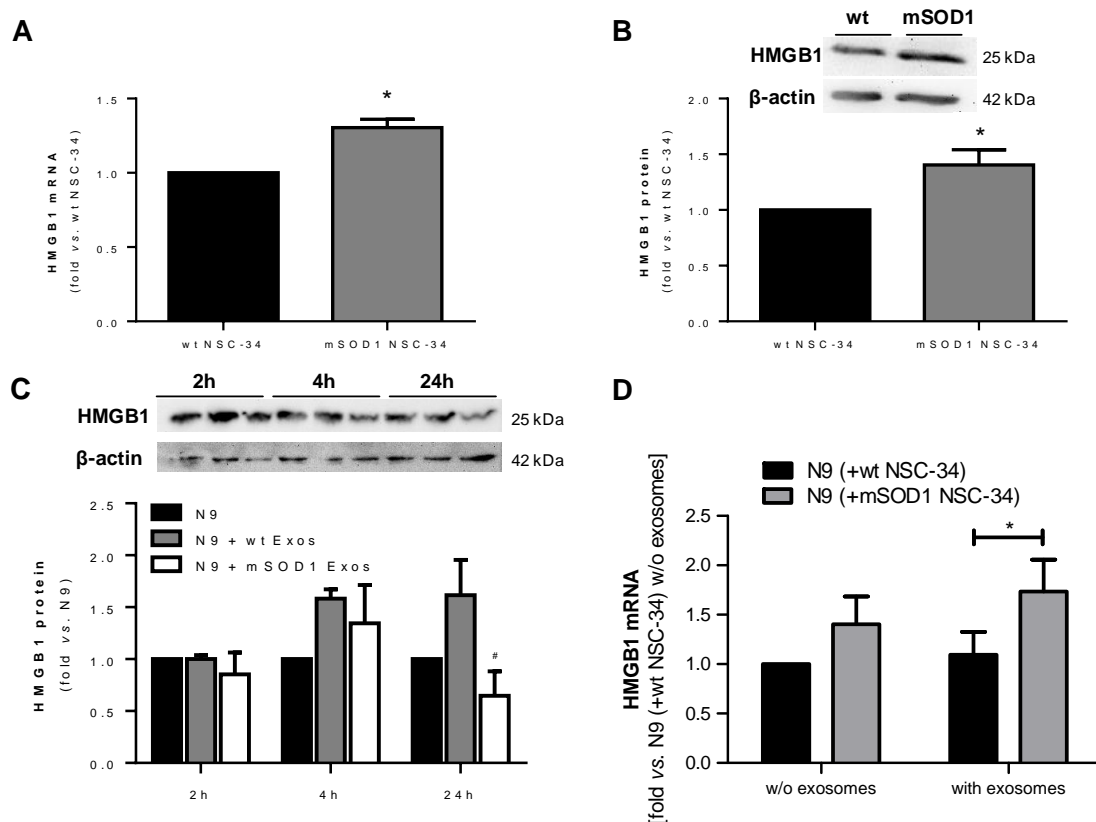 A
1.5
1.0
0.5
0.0
HMGB1 mRNA
(fold vs. wt NSC-34)
*
wt NSC-34
mSOD1 NSC-34
B
wt mSOD1
HMGB1 25 kDa
β-actin 42 kDa
2.0
1.5
1.0
0.5
0.0
HMGB1 protein
(fold vs. wt NSC-34)
*
wt NSC-34
mSOD1 NSC-34
C
2h 4h 24h
HMGB1 25 kDa
β-actin 42 kDa
N9
N9 + wt Exos
N9 + mSOD1 Exos
2.5
2.0
1.5
1.0
0.5
0.0
HMGB1 protein
(fold vs. N9)
#
2h 4h 24h
D
N9 (+wt NSC-34)
N9 (+mSOD1 NSC-34)
2.5
2.0
1.5
1.0
0.5
0.0
HMGB1 mRNA
[fold vs. N9 (+wt NSC-34) w/o exosomes]
*
w/o exosomes with exosomes